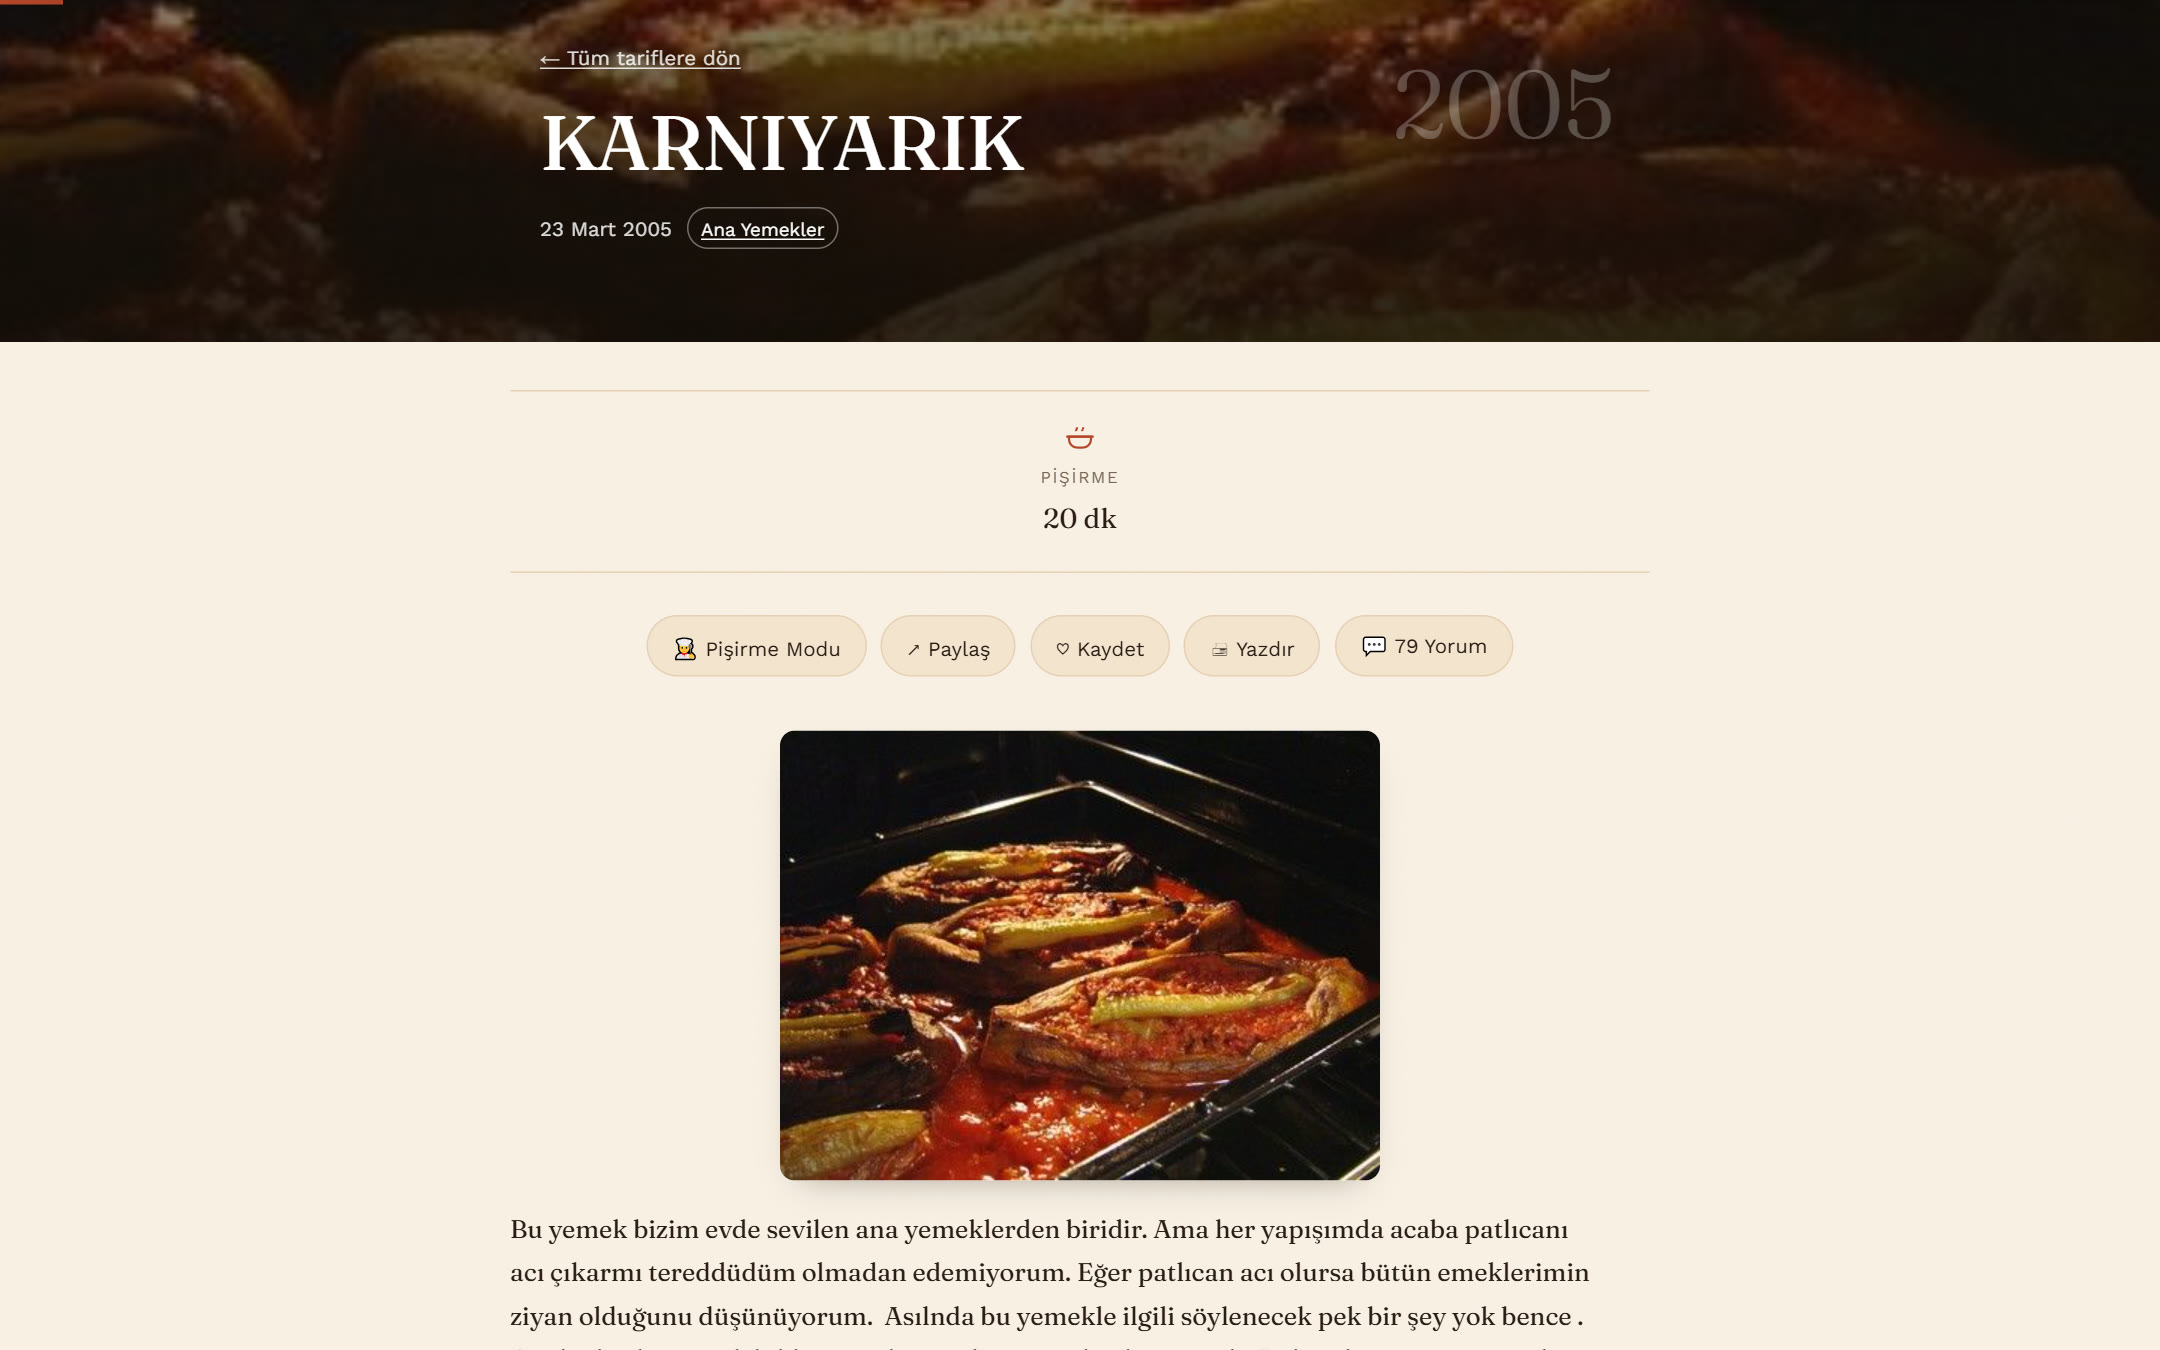 ← Tüm tariflere dön
2005
KARNIYARIK
23 Mart 2005 Ana Yemekler
PİŞİRME
20 dk
Pişirme Modu
↗ Paylaş
♡ Kaydet
Yazdır
79 Yorum
Bu yemek bizim evde sevilen ana yemeklerden biridir. Ama her yapışımda acaba patlıcanı
acı çıkarmı tereddüdüm olmadan edemiyorum. Eğer patlıcan acı olursa bütün emeklerimin
ziyan olduğunu düşünüyorum.  Asılnda bu yemekle ilgili söylenecek pek bir şey yok bence .